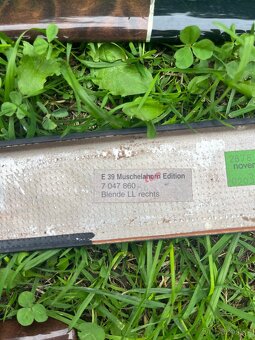 E 39 Muschelahorn Edition
7 047 860
Blende LL rechts